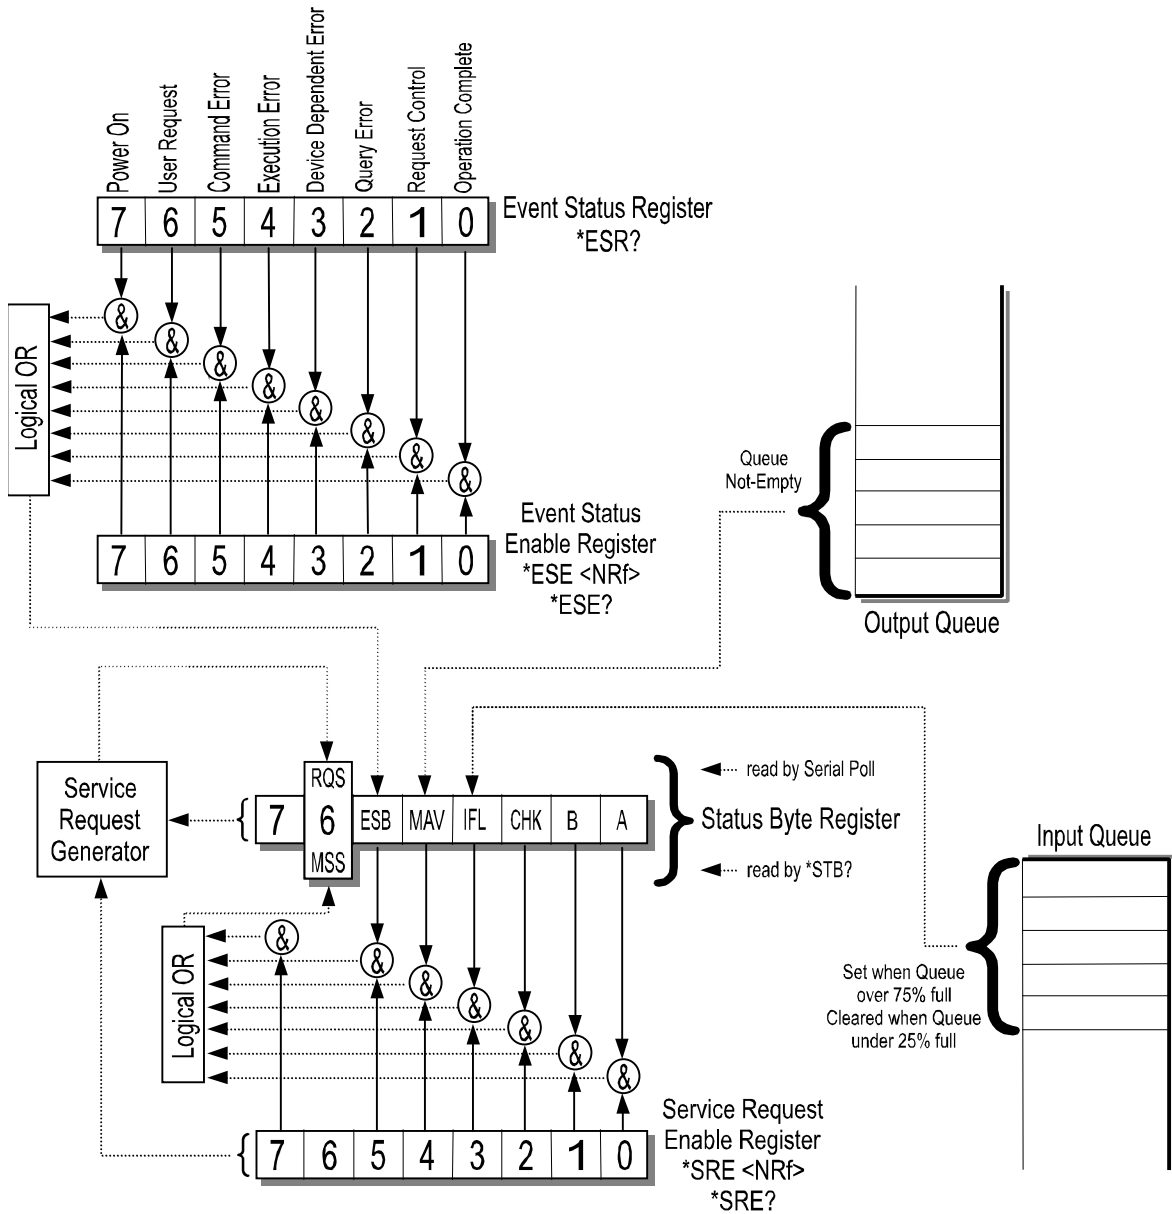 Power On
User Request
Command Error
Execution Error
Device Dependent Error
Query Error
Request Control
Operation Complete
7 6 5 4 3 2 1 0
Event Status Register
*ESR?
& & & & & & & &
Logical OR
Event Status
Enable Register
*ESE <NRf>
*ESE?
7 6 5 4 3 2 1 0
Queue
Not-Empty
Output Queue
Service
Request
Generator
RQS
7 6 ESB MAV IFL CHK B A
MSS
read by Serial Poll
Status Byte Register
read by *STB?
Input Queue
Set when Queue
over 75% full
Cleared when Queue
under 25% full
& & & & & & &
Logical OR
Service Request
Enable Register
*SRE <NRf>
*SRE?
7 6 5 4 3 2 1 0